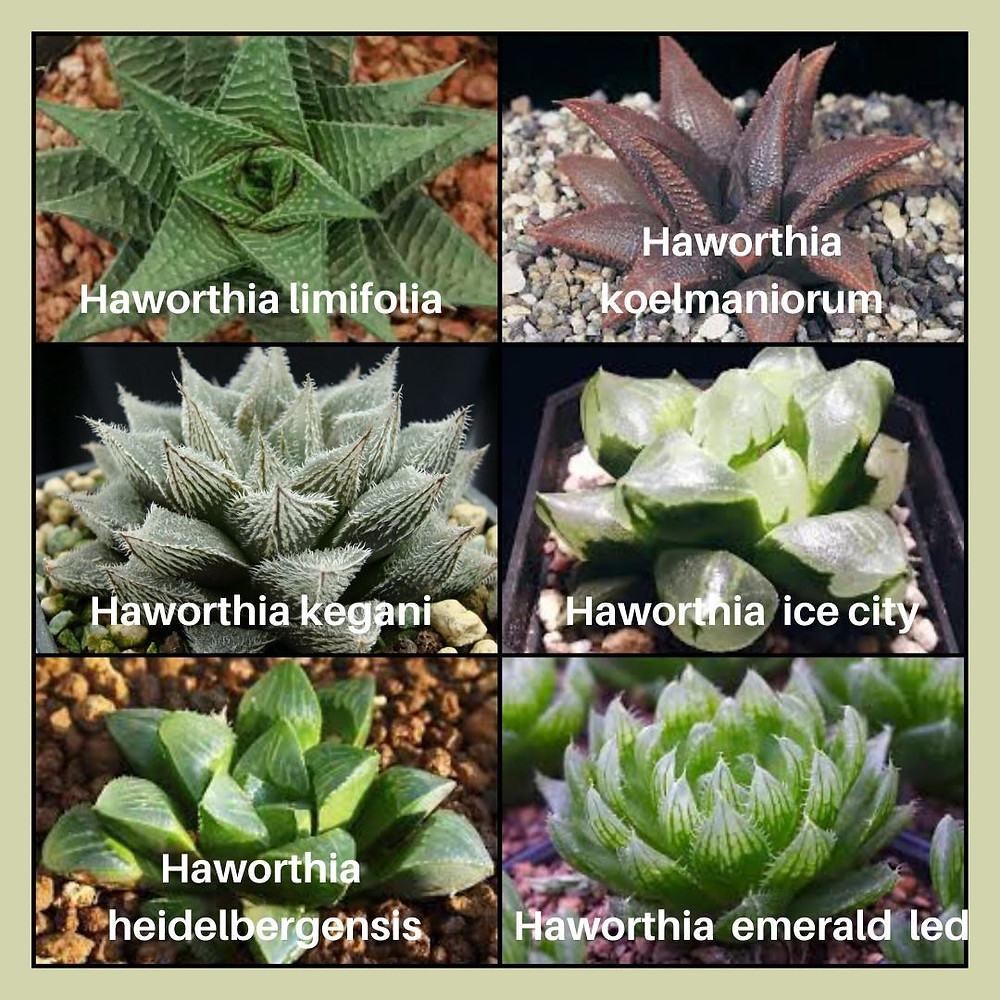 Haworthia limifolia
Haworthia
koelmaniorum
Haworthia kegani
Haworthia ice city
Haworthia
heidelbergensis
Haworthia emerald led